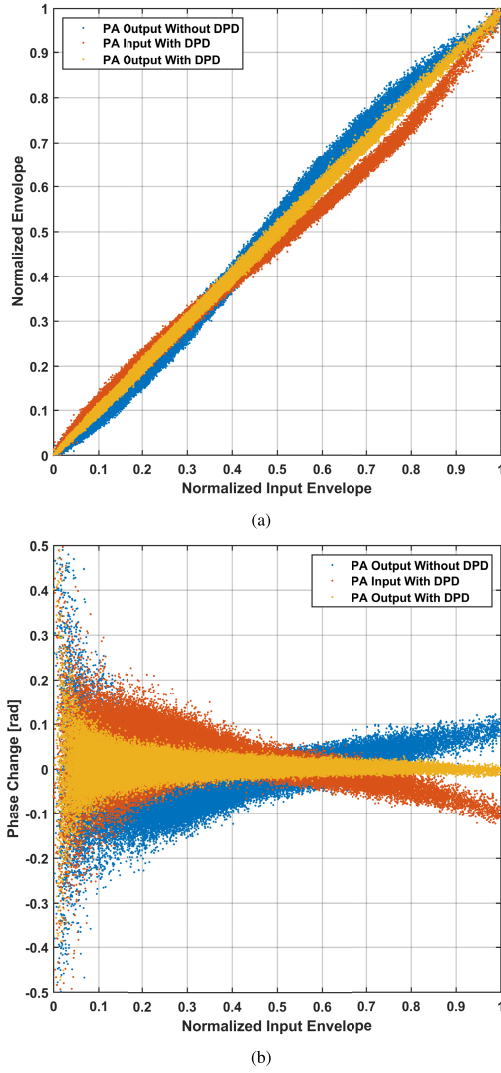 1
0.9
0.8
0.7
0.6
0.5
0.4
0.3
0.2
0.1
0
Normalized Envelope
PA 0utput Without DPD
PA Input With DPD
PA 0utput With DPD
0 0.1 0.2 0.3 0.4 0.5 0.6 0.7 0.8 0.9 1
Normalized Input Envelope
(a)
0.5
0.4
0.3
0.2
0.1
0
-0.1
-0.2
-0.3
-0.4
-0.5
Phase Change [rad]
PA Output Without DPD
PA Input With DPD
PA Output With DPD
0 0.1 0.2 0.3 0.4 0.5 0.6 0.7 0.8 0.9 1
Normalized Input Envelope
(b)